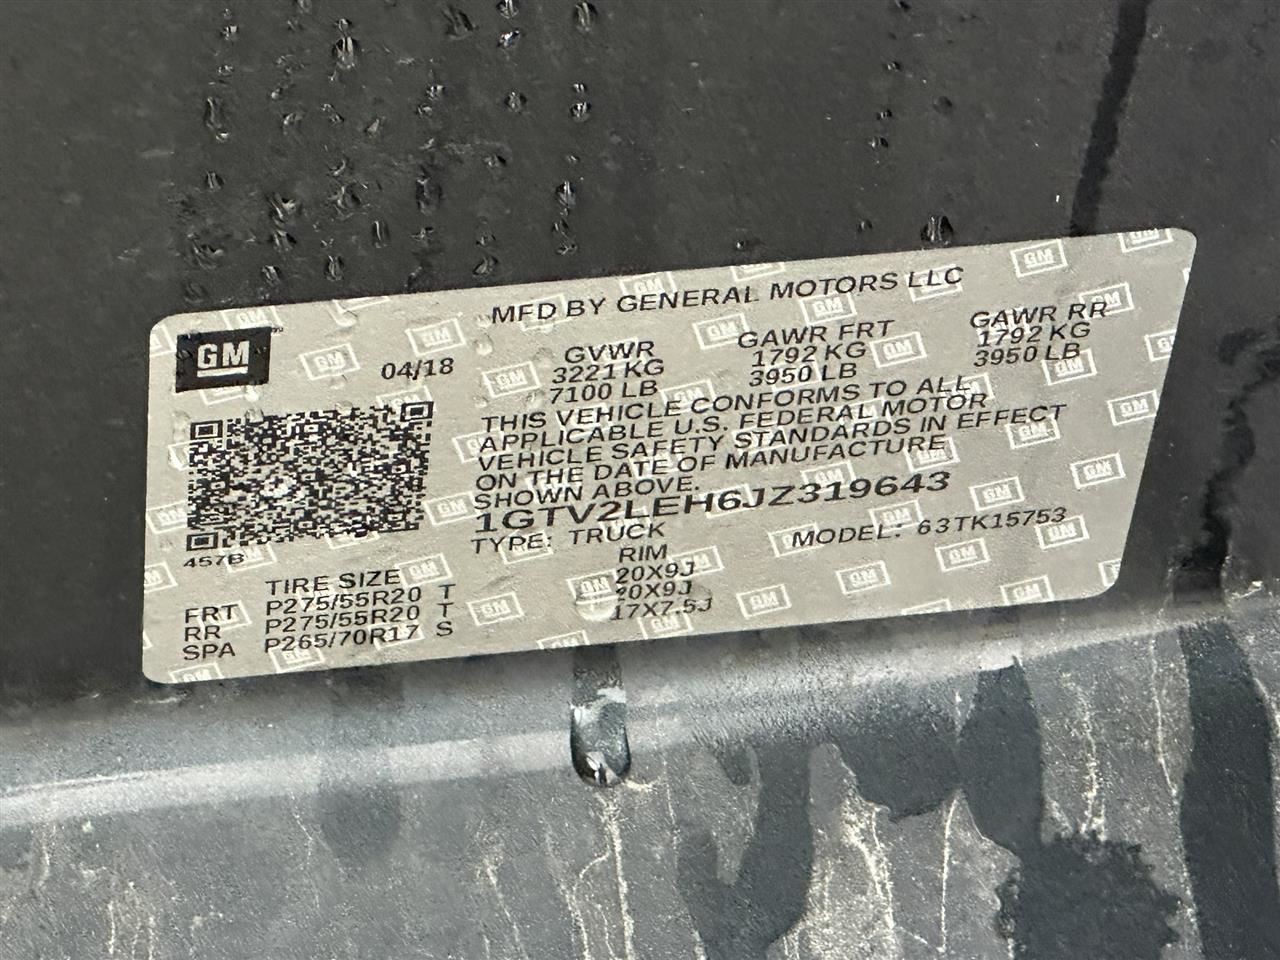 MFD BY GENERAL MOTORS LLC
GM
04/18
GVWR
3221 KG
7100 LB
GAWR FRT
1792 KG
3950 LB
GAWR RR
1792 KG
3950 LB
THIS VEHICLE CONFORMS TO ALL
APPLICABLE U.S. FEDERAL MOTOR
VEHICLE SAFETY STANDARDS IN EFFECT
ON THE DATE OF MANUFACTURE
SHOWN ABOVE.
1GTV2LEH6JZ319643
TYPE: TRUCK
MODEL: 63TK15753
457B
TIRE SIZE
RIM
FRT P275/55R20 T 20X9J
RR P275/55R20 T 20X9J
SPA P265/70R17 S 17X7.5J